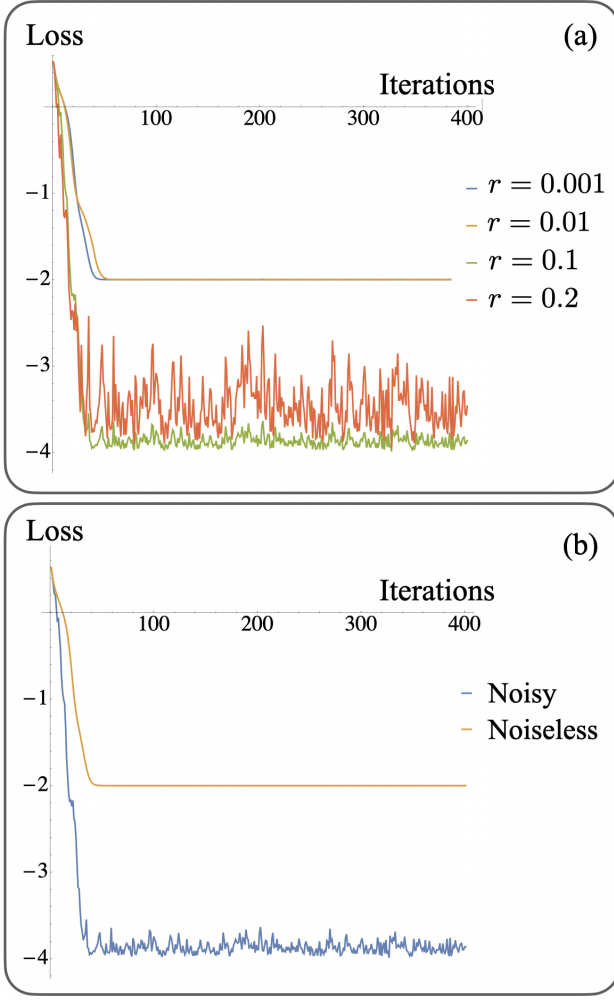 Loss
(a)
Iterations
100 200 300 400
−1
r = 0.001
r = 0.01
−2
r = 0.1
r = 0.2
−3
−4
Loss
(b)
Iterations
100 200 300 400
−1
Noisy
Noiseless
−2
−3
−4